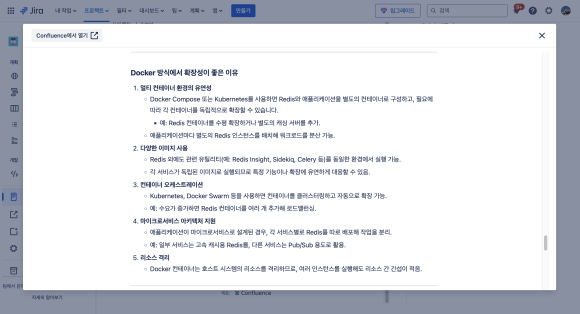 Jira
내 작업
프로젝트
필터
대시보드
팀
계획
앱
만들기
업그레이드
검색
9+
Confluence에서 열기
Docker 방식에서 확장성이 좋은 이유
1. 멀티 컨테이너 환경의 유연성
Docker Compose 또는 Kubernetes를 사용하면 Redis와 애플리케이션을 별도의 컨테이너로 구성하고, 필요에
따라 각 컨테이너를 독립적으로 확장할 수 있습니다.
예: Redis 컨테이너를 수평 확장하거나 별도의 캐싱 서버를 추가.
애플리케이션마다 별도의 Redis 인스턴스를 배치해 워크로드를 분산 가능.
2. 다양한 이미지 사용
Redis 외에도 관련 유틸리티(예: Redis Insight, Sidekiq, Celery 등)를 동일한 환경에서 실행 가능.
각 서비스가 독립된 이미지로 실행되므로 특정 기능이나 확장에 유연하게 대응할 수 있음.
3. 컨테이너 오케스트레이션
Kubernetes, Docker Swarm 등을 사용하면 컨테이너를 클러스터링하고 자동으로 확장 가능.
예: 수요가 증가하면 Redis 컨테이너를 여러 개 추가해 로드밸런싱.
4. 마이크로서비스 아키텍처 지원
애플리케이션이 마이크로서비스로 설계된 경우, 각 서비스별로 Redis를 따로 배포해 작업을 분리.
예: 일부 서비스는 고속 캐시용 Redis를, 다른 서비스는 Pub/Sub 용도로 활용.
5. 리소스 격리
Docker 컨테이너는 호스트 시스템의 리소스를 격리하므로, 여러 인스턴스를 실행해도 리소스 간 간섭이 적음.
계획
개발
Confluence
자세히 알아보기